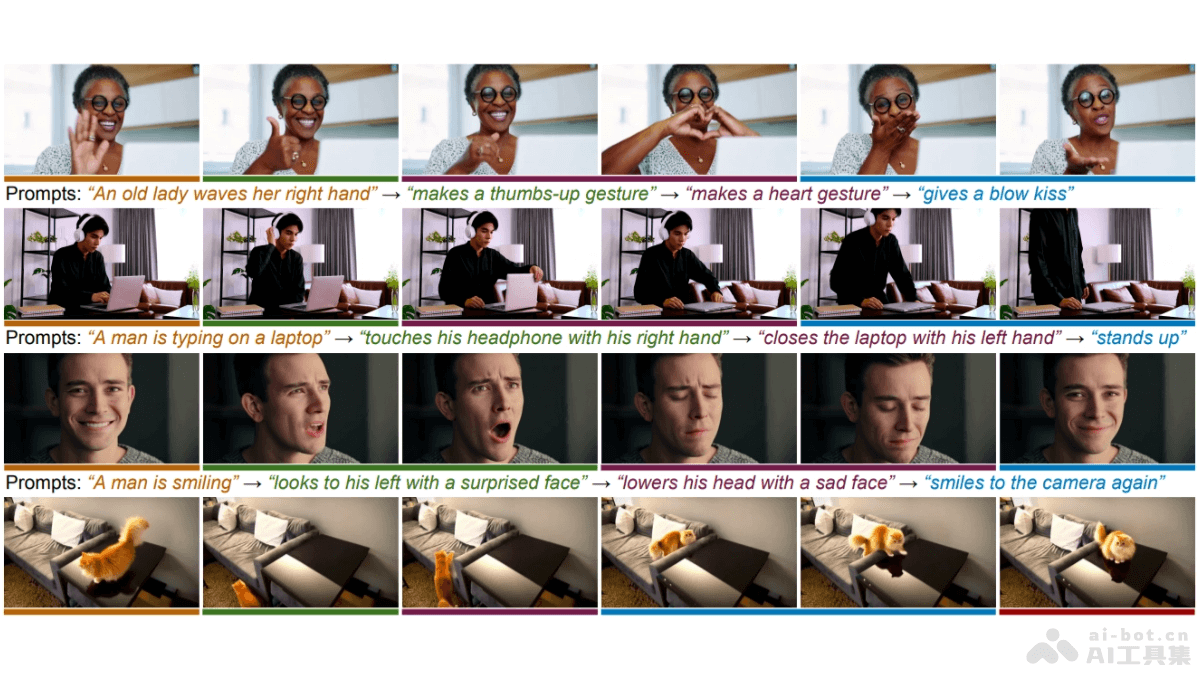 Prompts: “An old lady waves her right hand” → “makes a thumbs-up gesture” → “makes a heart gesture” → “gives a blow kiss”
Prompts: “A man is typing on a laptop” → “touches his headphone with his right hand” → “closes the laptop with his left hand” → “stands up”
Prompts: “A man is smiling” → “looks to his left with a surprised face” → “lowers his head with a sad face” → “smiles to the camera again”
ai-bot.cn
AI工具集